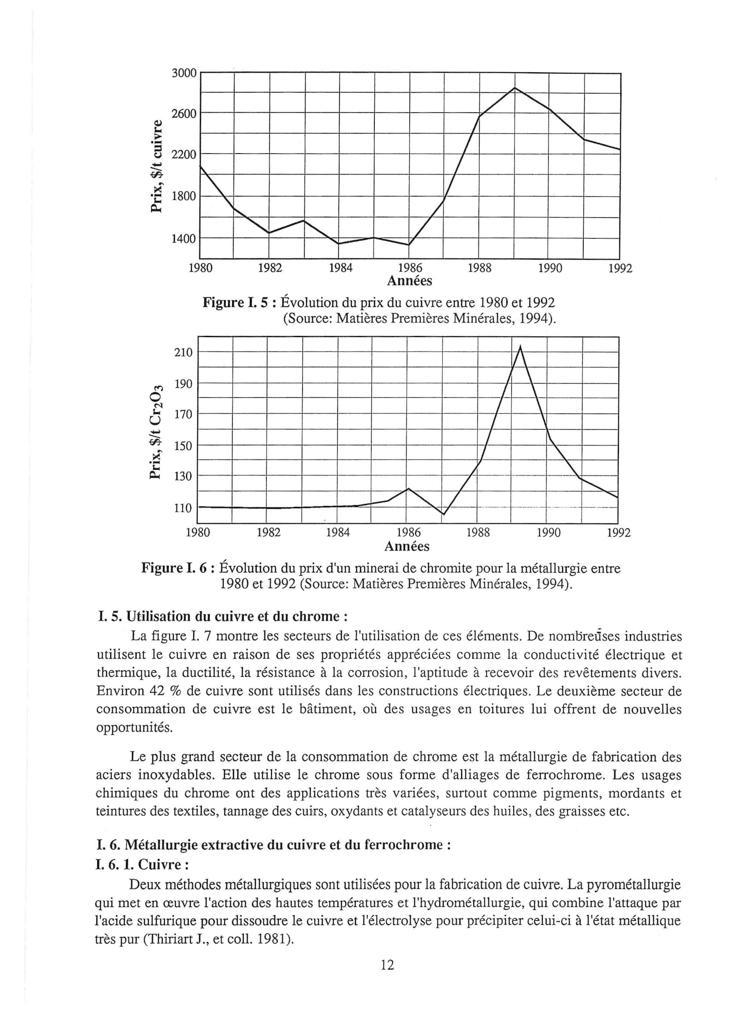 3000
2600
2200
1800
1400
Prix, $/t cuivre
1980 1982 1984 1986 1988 1990 1992
Années
Figure I. 5 : Évolution du prix du cuivre entre 1980 et 1992
(Source: Matières Premières Minérales, 1994).
210
190
170
150
130
110
Prix, $/t Cr2O3
1980 1982 1984 1986 1988 1990 1992
Années
Figure I. 6 : Évolution du prix d'un minerai de chromite pour la métallurgie entre
1980 et 1992 (Source: Matières Premières Minérales, 1994).
I. 5. Utilisation du cuivre et du chrome :
La figure I. 7 montre les secteurs de l'utilisation de ces éléments. De nombreuses industries
utilisent le cuivre en raison de ses propriétés appréciées comme la conductivité électrique et
thermique, la ductilité, la résistance à la corrosion, l'aptitude à recevoir des revêtements divers.
Environ 42 % de cuivre sont utilisés dans les constructions électriques. Le deuxième secteur de
consommation de cuivre est le bâtiment, où des usages en toitures lui offrent de nouvelles
opportunités.
Le plus grand secteur de la consommation de chrome est la métallurgie de fabrication des
aciers inoxydables. Elle utilise le chrome sous forme d'alliages de ferrochrome. Les usages
chimiques du chrome ont des applications très variées, surtout comme pigments, mordants et
teintures des textiles, tannage des cuirs, oxydants et catalyseurs des huiles, des graisses etc.
I. 6. Métallurgie extractive du cuivre et du ferrochrome :
I. 6. 1. Cuivre :
Deux méthodes métallurgiques sont utilisées pour la fabrication de cuivre. La pyrométallurgie
qui met en œuvre l'action des hautes températures et l'hydrométallurgie, qui combine l'attaque par
l'acide sulfurique pour dissoudre le cuivre et l'électrolyse pour précipiter celui-ci à l'état métallique
très pur (Thiriart J., et coll. 1981).
12